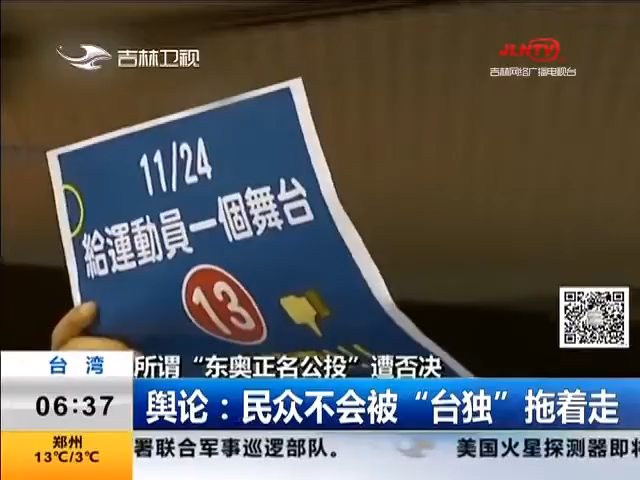 吉林卫视
JLNTV
吉林网络广播电视台
11/24
給運動員一個舞台
13
台湾
所谓“东奥正名公投”遭否决
06:37
舆论：民众不会被“台独”拖着走
郑州
13℃/3℃
署联合军事巡逻部队。
美国火星探测器即将